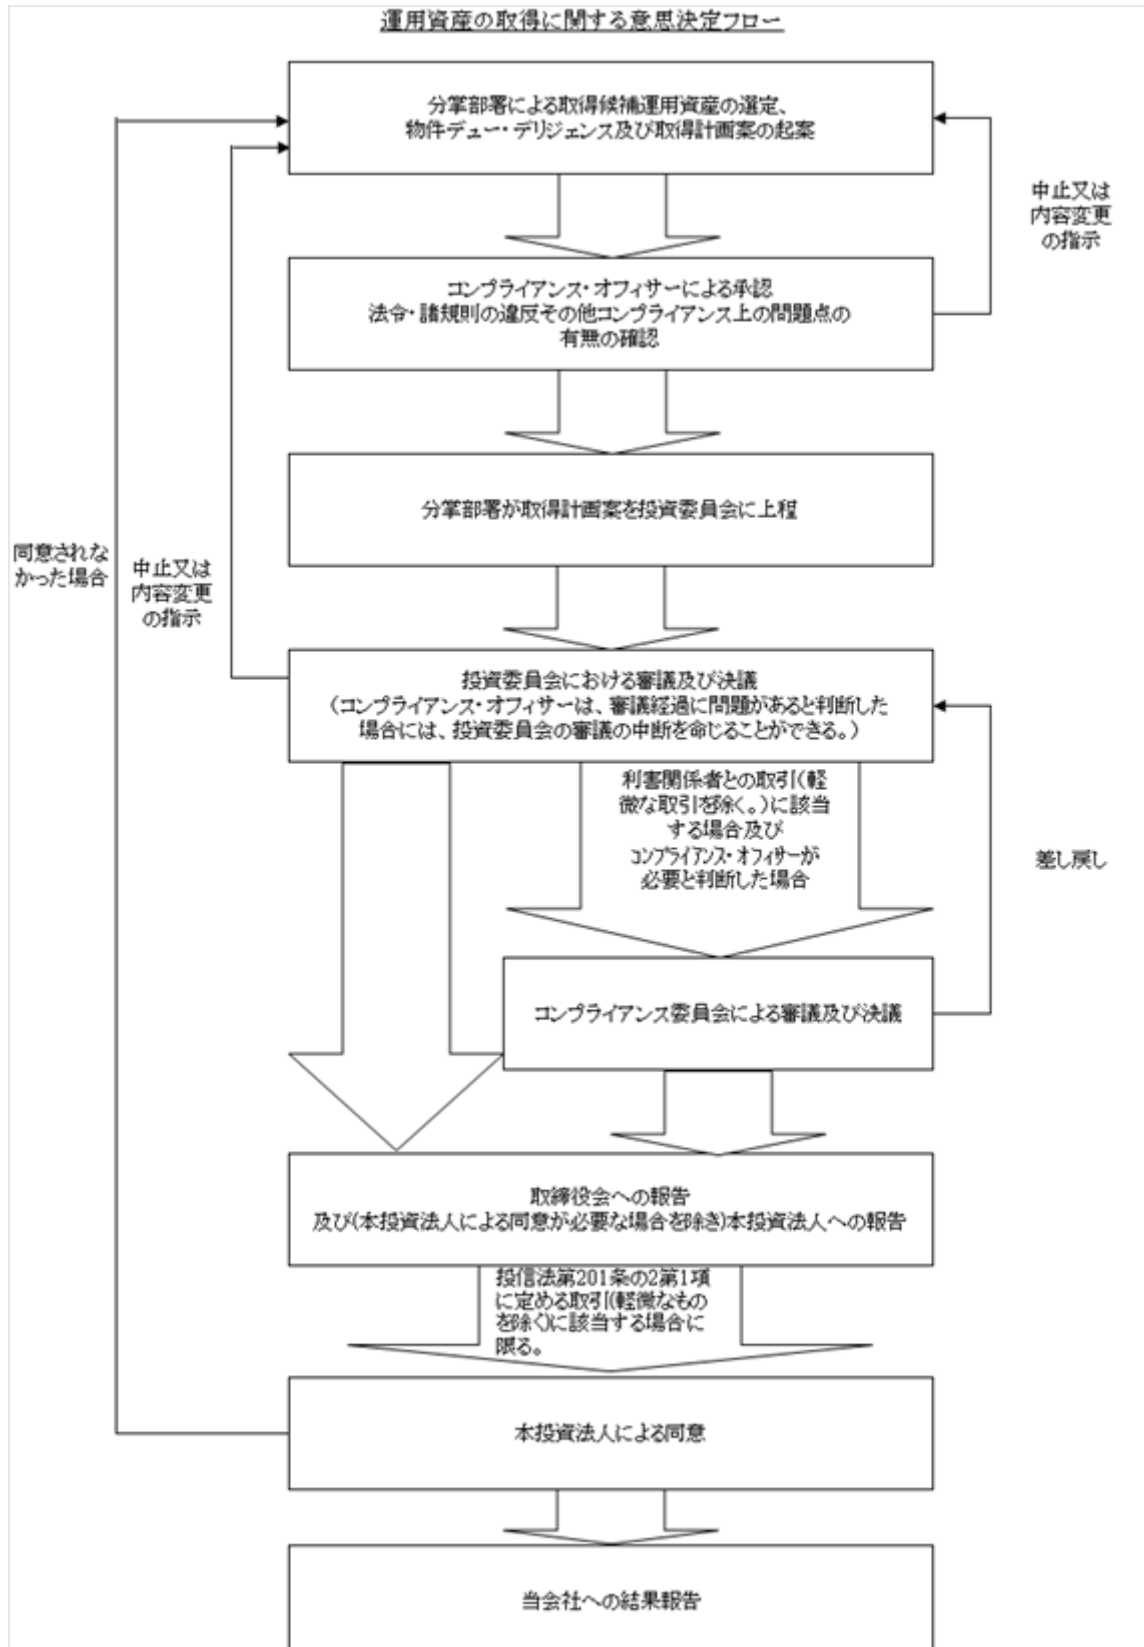 運用資産の取得に関する意思決定フロー
分掌部署による取得候補運用資産の選定、
物件デュー・デリジェンス及び取得計画案の起案
中止又は
内容変更
の指示
コンプライアンス・オフィサーによる承認
法令・諸規則の違反その他コンプライアンス上の問題点の
有無の確認
分掌部署が取得計画案を投資委員会に上程
同意されな
かった場合
中止又は
内容変更
の指示
投資委員会における審議及び決議
(コンプライアンス・オフィサーは、審議経過に問題があると判断した
場合には、投資委員会の審議の中断を命じることができる。)
利害関係者との取引(軽
微な取引を除く。)に該当
する場合及び
コンプライアンス・オフィサーが
必要と判断した場合
差し戻し
コンプライアンス委員会による審議及び決議
取締役会への報告
及び(本投資法人による同意が必要な場合を除き)本投資法人への報告
投信法第201条の2第1項
に定める取引(軽微なもの
を除く)に該当する場合に
限る。
本投資法人による同意
当会社への結果報告